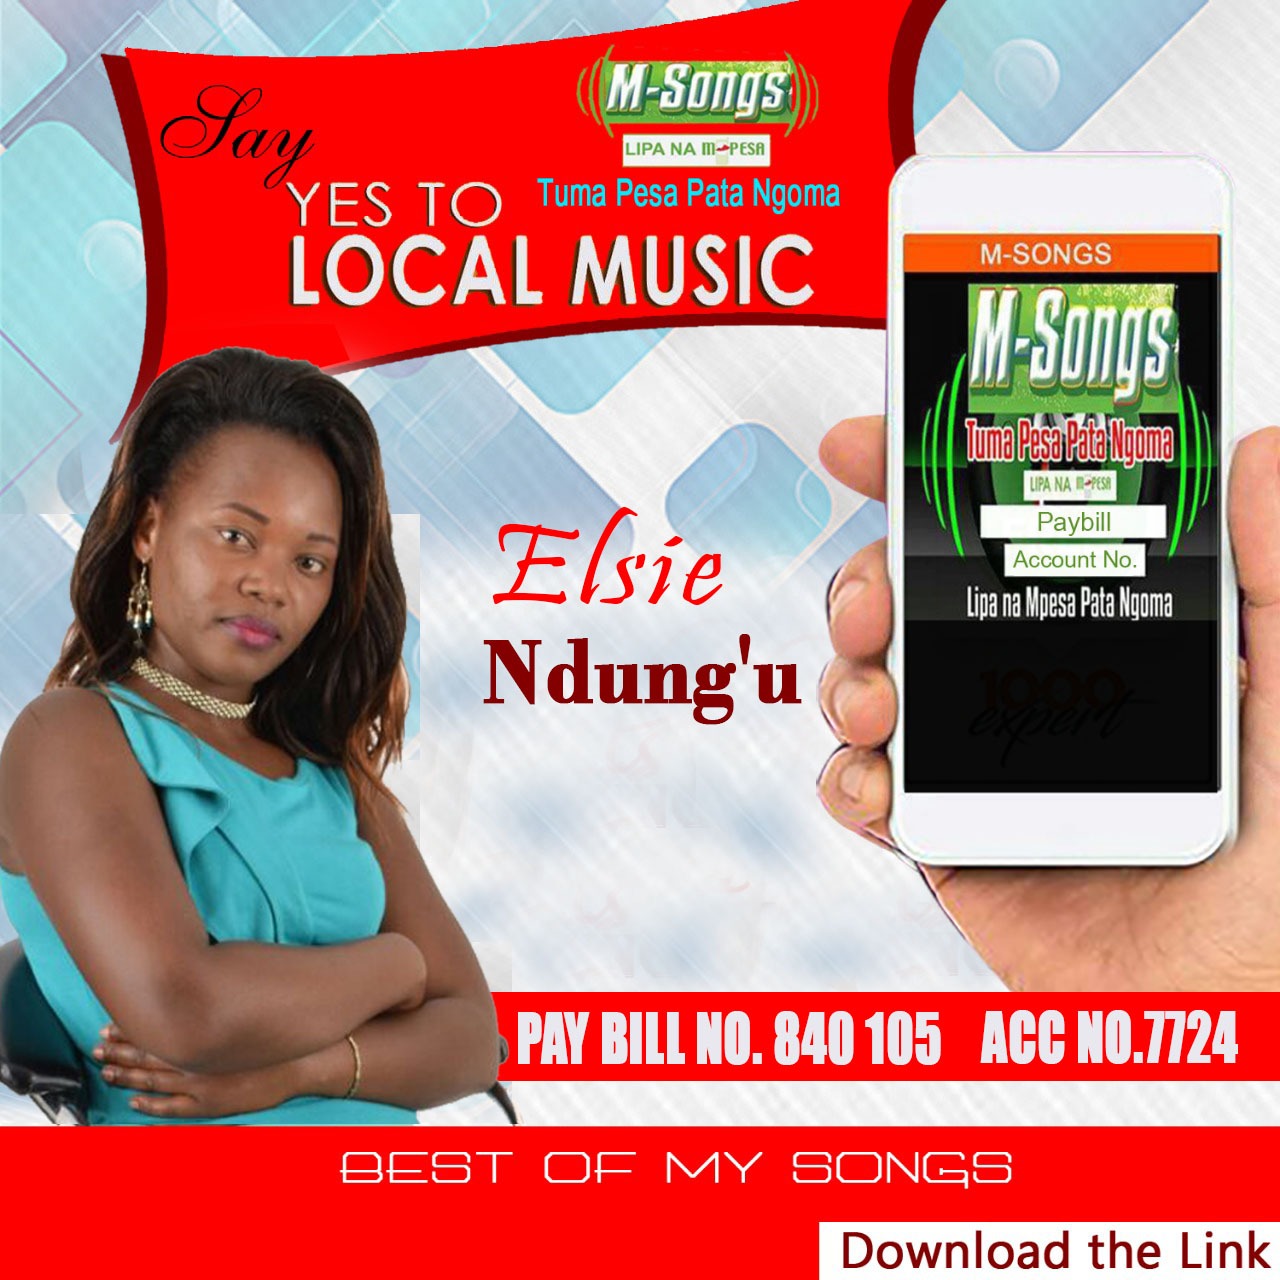 Say
YES TO
LOCAL MUSIC
M-Songs
LIPA NA M-PESA
Tuma Pesa Pata Ngoma
M-SONGS
M-Songs
Tuma Pesa Pata Ngoma
LIPA NA M-PESA
Paybill
Account No.
Lipa na Mpesa Pata Ngoma
1000
expert
Elsie
Ndung'u
PAY BILL NO. 840 105 ACC NO.7724
BEST OF MY SONGS
Download the Link